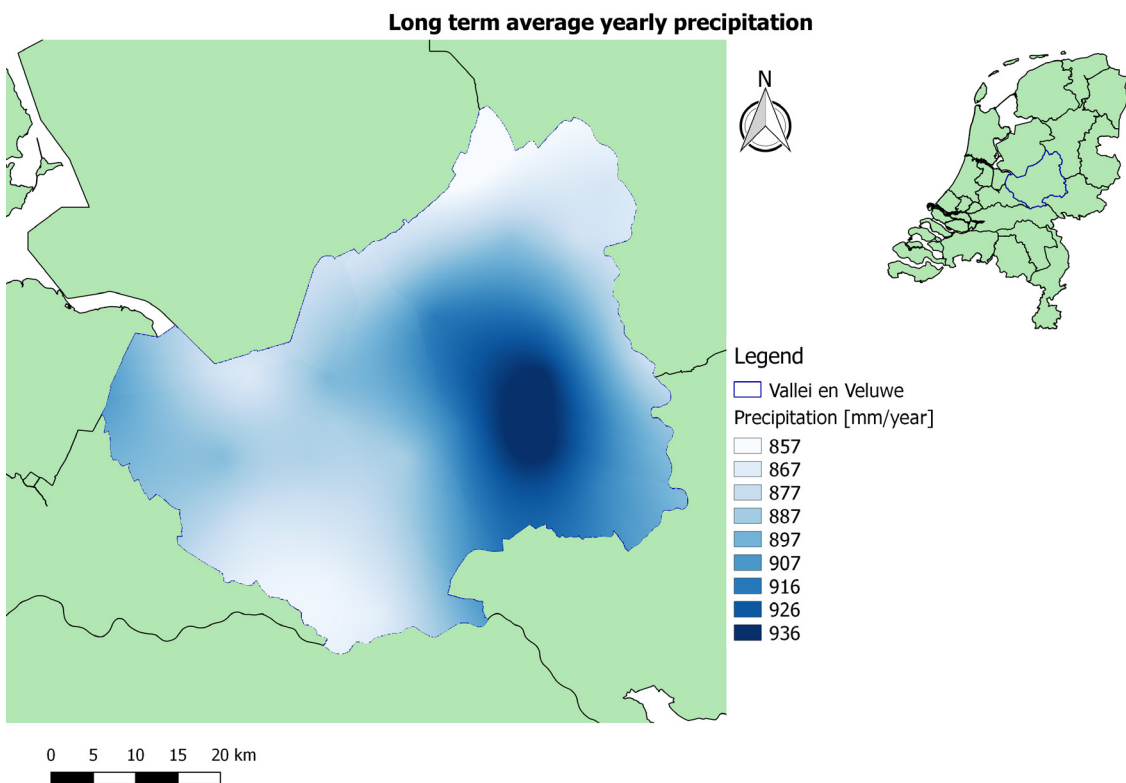 Long term average yearly precipitation
N
Legend
Vallei en Veluwe
Precipitation [mm/year]
857
867
877
887
897
907
916
926
936
0 5 10 15 20 km